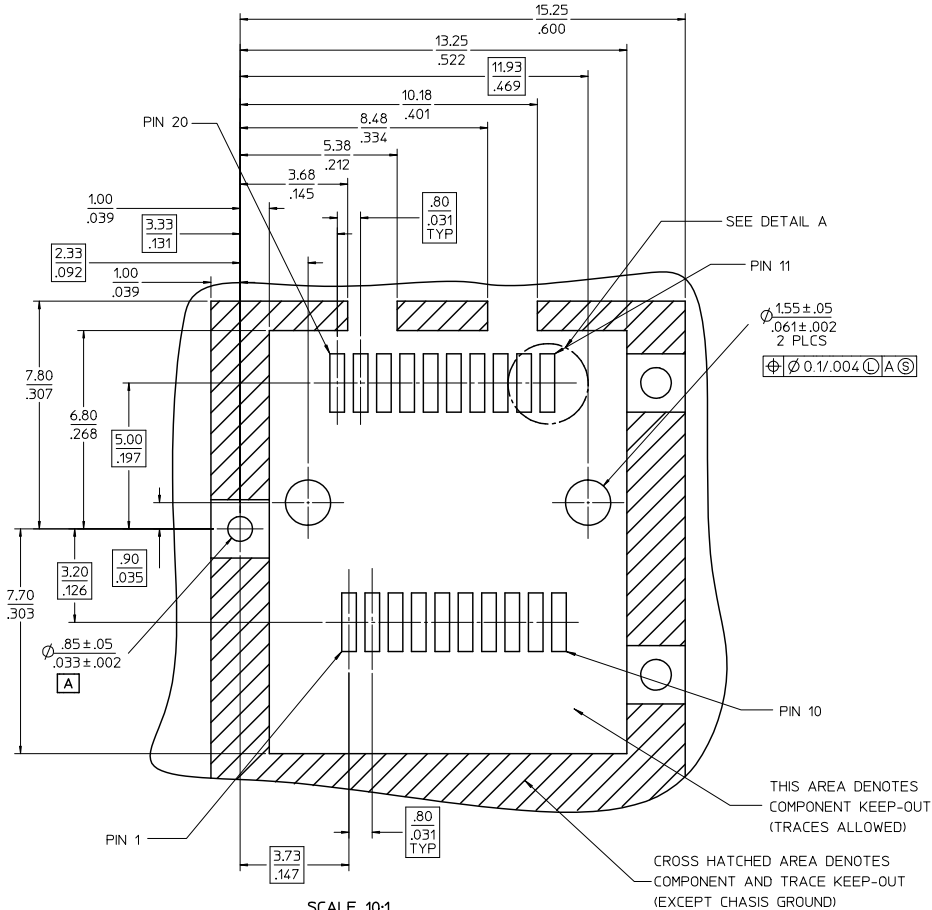 15.25
.600
13.25
.522
11.93
.469
10.18
.401
8.48
.334
PIN 20
5.38
.212
3.68
.145
1.00
.039
.80
.031
TYP
3.33
.131
SEE DETAIL A
2.33
.092
PIN 11
1.00
.039
Ø 1.55±.05
.061±.002
2 PLCS
⌖ Ø 0.1/.004 Ⓛ A Ⓢ
7.80
.307
6.80
.268
5.00
.197
.90
.035
3.20
.126
7.70
.303
Ø .85±.05
.033±.002
A
PIN 10
THIS AREA DENOTES
COMPONENT KEEP-OUT
(TRACES ALLOWED)
.80
.031
TYP
PIN 1
3.73
.147
CROSS HATCHED AREA DENOTES
COMPONENT AND TRACE KEEP-OUT
(EXCEPT CHASIS GROUND)
SCALE 10:1